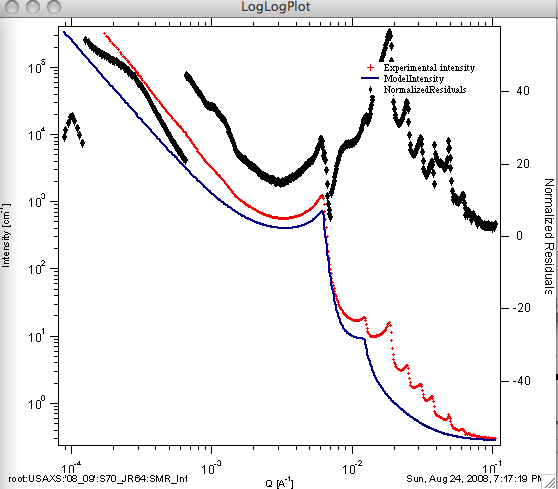 LogLogPlot
Experimental intensity
ModelIntensity
NormalizedResiduals
10^5
10^4
10^3
10^2
10^1
10^0
Intensity [cm^-1]
40
20
0
-20
-40
Normalized Residuals
10^-4
10^-3
10^-2
10^-1
Q [A^-1]
root:USAXS:'08_09':S70_JR64:SMR_Int
Sun, Aug 24, 2008, 7:17:19 PM